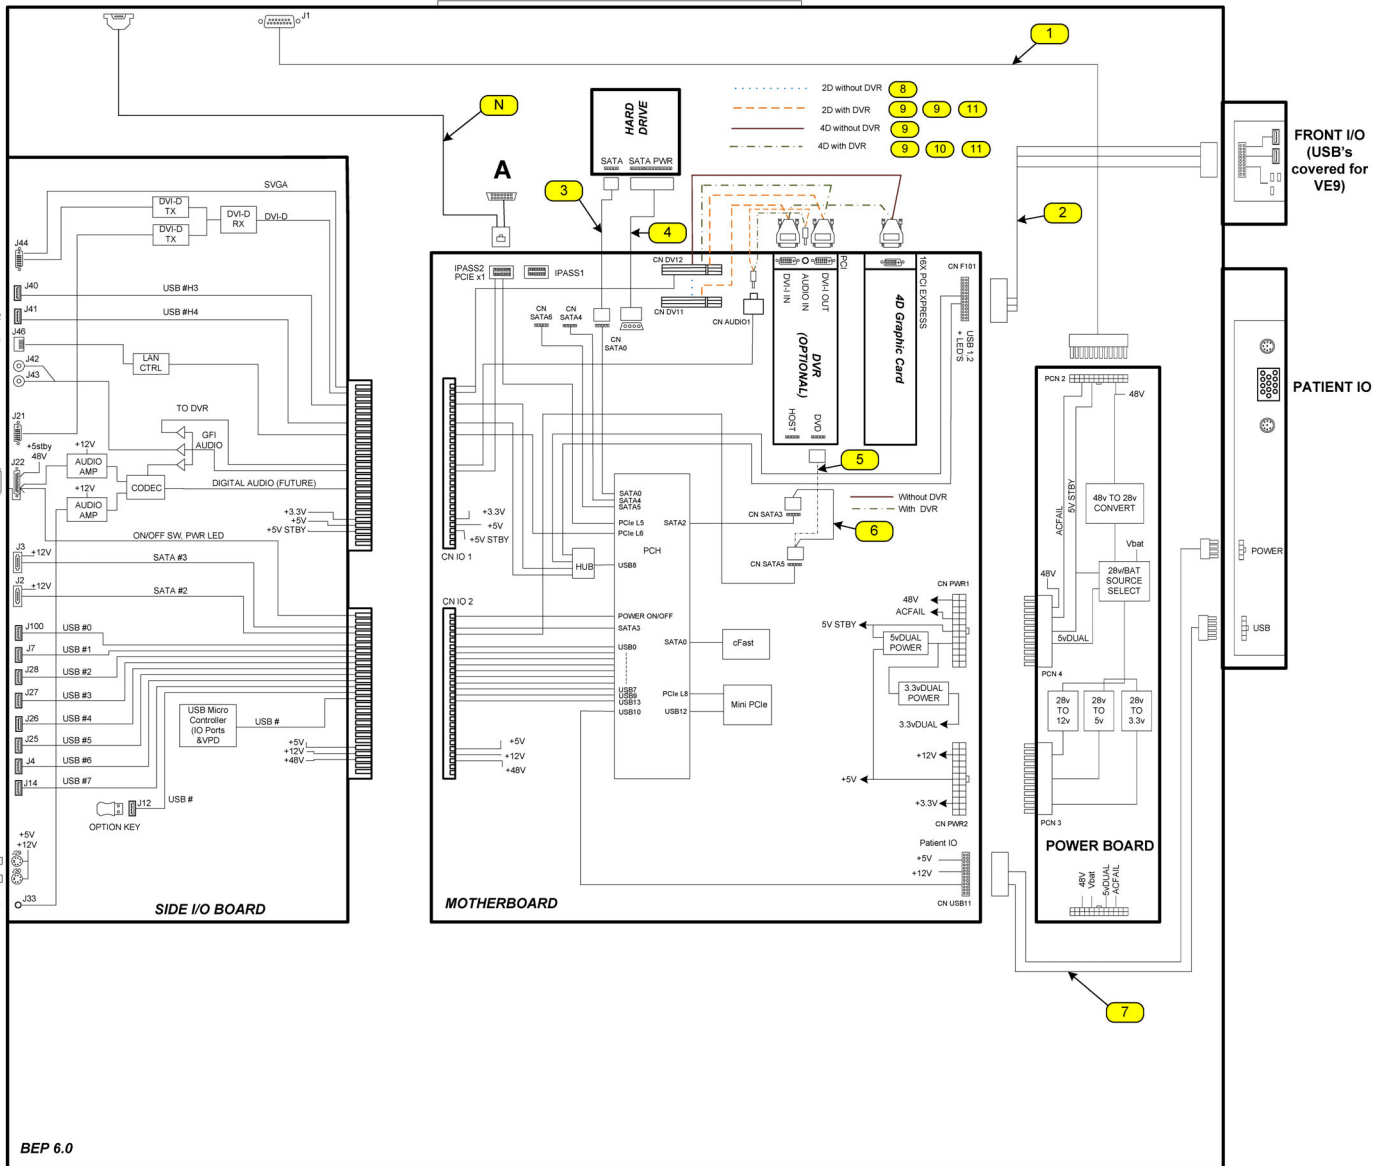 J1
1
N
2D without DVR 8
2D with DVR 9 9 11
4D without DVR 9
4D with DVR 9 10 11
HARD
DRIVE
SATA SATA PWR
FRONT I/O
(USB's
covered for
VE9)
A
3
4
2
SVGA
DVI-D
TX
DVI-D
TX
DVI-D
RX
DVI-D
J44
J40
USB #H3
J41
USB #H4
J46
LAN
CTRL
J42
J43
TO DVR
J21
GFI
AUDIO
+5stby
48V
J22
+12V
AUDIO
AMP
+12V
AUDIO
AMP
CODEC
DIGITAL AUDIO (FUTURE)
+3.3V
+5V
+5V STBY
ON/OFF SW, PWR LED
J3
+12V
SATA #3
J2
+12V
SATA #2
J100
USB #0
J7
USB #1
J28
USB #2
J27
USB #3
J26
USB #4
J25
USB #5
J4
USB #6
J14
USB #7
USB Micro
Controller
(IO Ports
&VPD
USB #
+5V
+12V
+48V
J12
USB #
OPTION KEY
+5V
+12V
J33
SIDE I/O BOARD
IPASS2
PCIE x1
IPASS1
CN DV12
CN DV11
CN
SATA6
CN
SATA4
CN
SATA0
CN AUDIO1
DVI-I IN
AUDIO IN
DVI-I OUT
PCI
DVR
(OPTIONAL)
HOST
DVD
16X PCI EXPRESS
4D Graphic Card
CN F101
USB 1,2
+ LED'S
5
Without DVR
With DVR
6
CN SATA3
CN SATA5
+3.3V
+5V
+5V STBY
CN IO 1
SATA0
SATA4
SATA5
PCIe L5
PCIe L6
SATA2
PCH
HUB
USB8
CN IO 2
POWER ON/OFF
SATA3
USB0
SATA0
cFast
USB7
USB9
USB13
USB10
PCIe L8
USB12
Mini PCIe
+5V
+12V
+48V
CN PWR1
48V
ACFAIL
5V STBY
5vDUAL
POWER
3.3vDUAL
POWER
3.3vDUAL
+12V
+5V
+3.3V
CN PWR2
Patient IO
+5V
+12V
CN USB11
MOTHERBOARD
PCN 2
48V
ACFAIL
5V STBY
48v TO 28v
CONVERT
Vbat
28v/BAT
SOURCE
SELECT
48V
5vDUAL
PCN 4
28v
TO
12v
28v
TO
5v
28v
TO
3.3v
PCN 3
POWER BOARD
48V
Vbat
5vDUAL
ACFAIL
PATIENT IO
POWER
USB
7
BEP 6.0